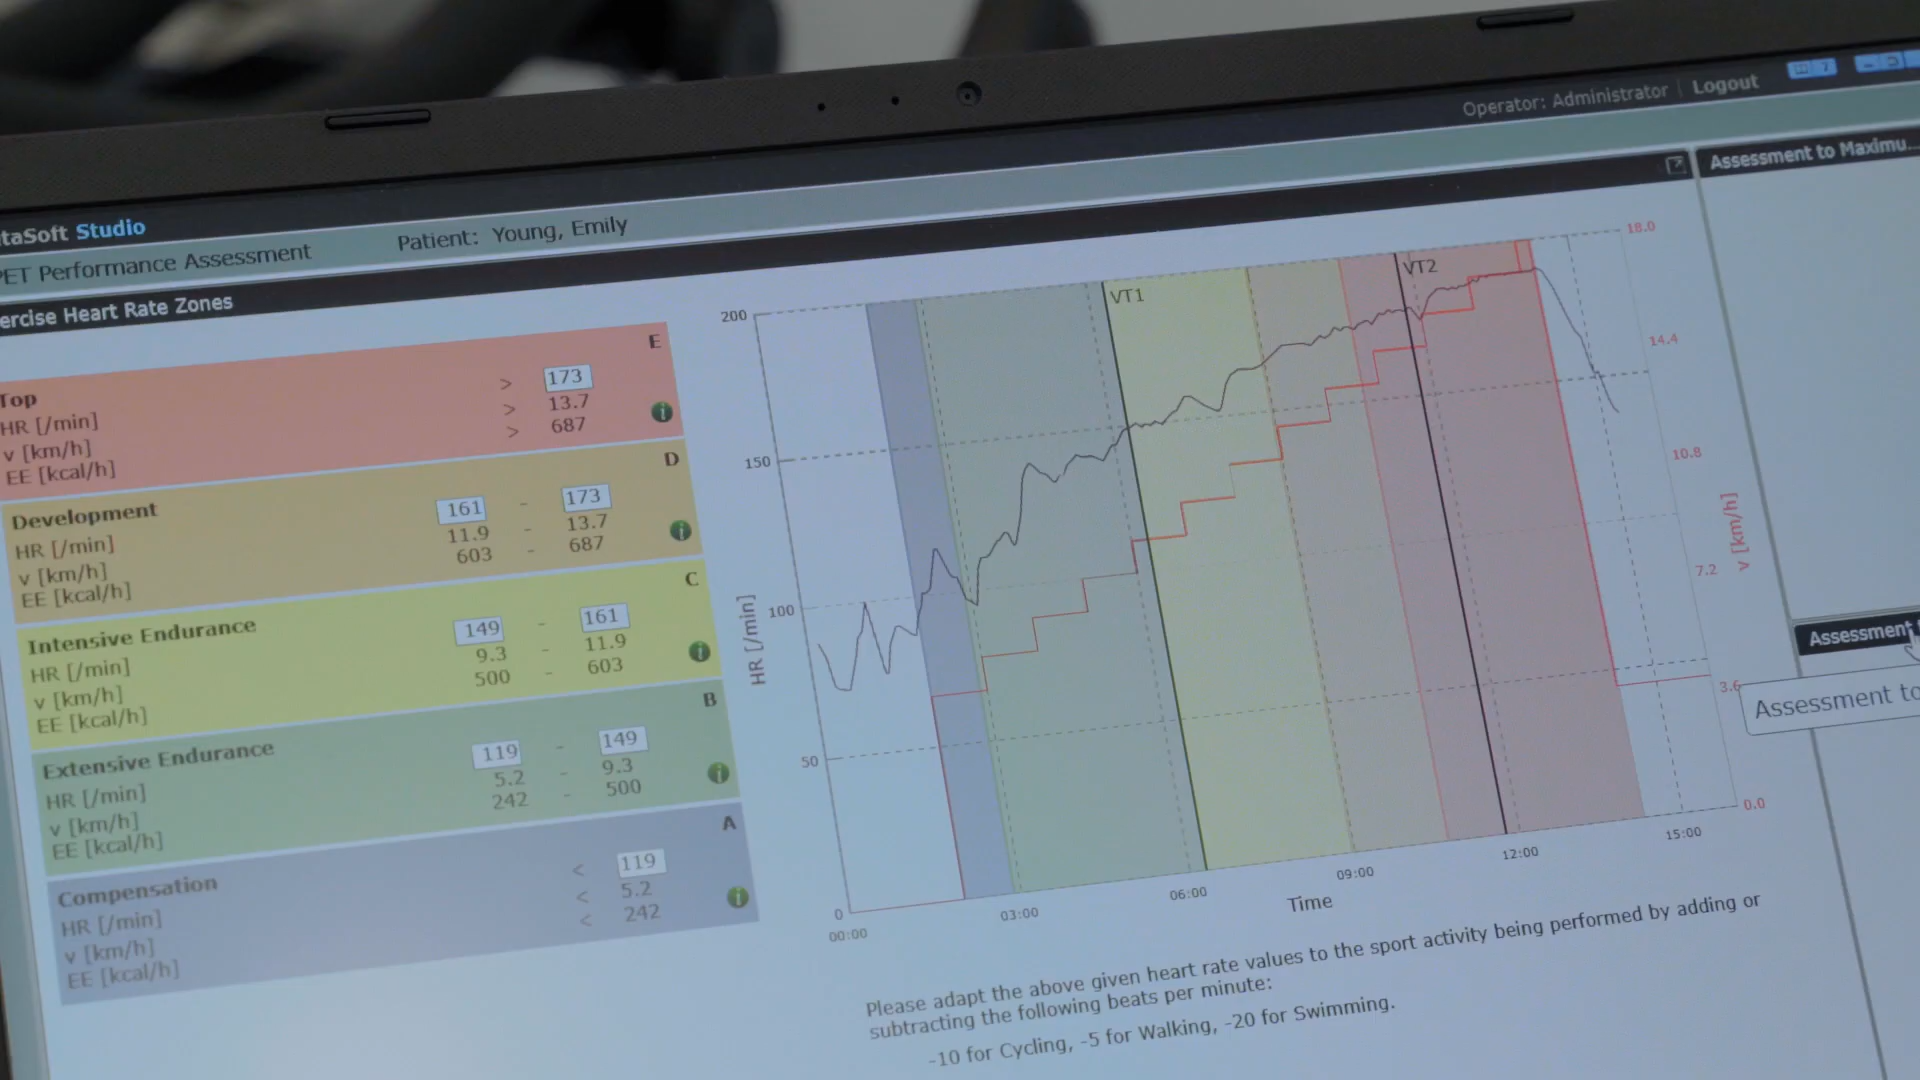 Operator: Administrator | Logout
taSoft Studio
PET Performance Assessment
Patient: Young, Emily
ercise Heart Rate Zones
Assessment to Maximu...
Top
E
HR [/min] > 173
v [km/h] > 13.7
EE [kcal/h] > 687
Development
D
HR [/min] 161 - 173
v [km/h] 11.9 - 13.7
EE [kcal/h] 603 - 687
Intensive Endurance
C
HR [/min] 149 - 161
v [km/h] 9.3 - 11.9
EE [kcal/h] 500 - 603
Extensive Endurance
B
HR [/min] 119 - 149
v [km/h] 5.2 - 9.3
EE [kcal/h] 242 - 500
Compensation
A
HR [/min] < 119
v [km/h] < 5.2
EE [kcal/h] < 242
200
150
100
50
0
HR [/min]
VT1
VT2
18.0
14.4
10.8
7.2
3.6
0.0
v [km/h]
00:00
03:00
06:00
09:00
12:00
15:00
Time
Assessment
Assessment to
Please adapt the above given heart rate values to the sport activity being performed by adding or
subtracting the following beats per minute:
-10 for Cycling, -5 for Walking, -20 for Swimming.